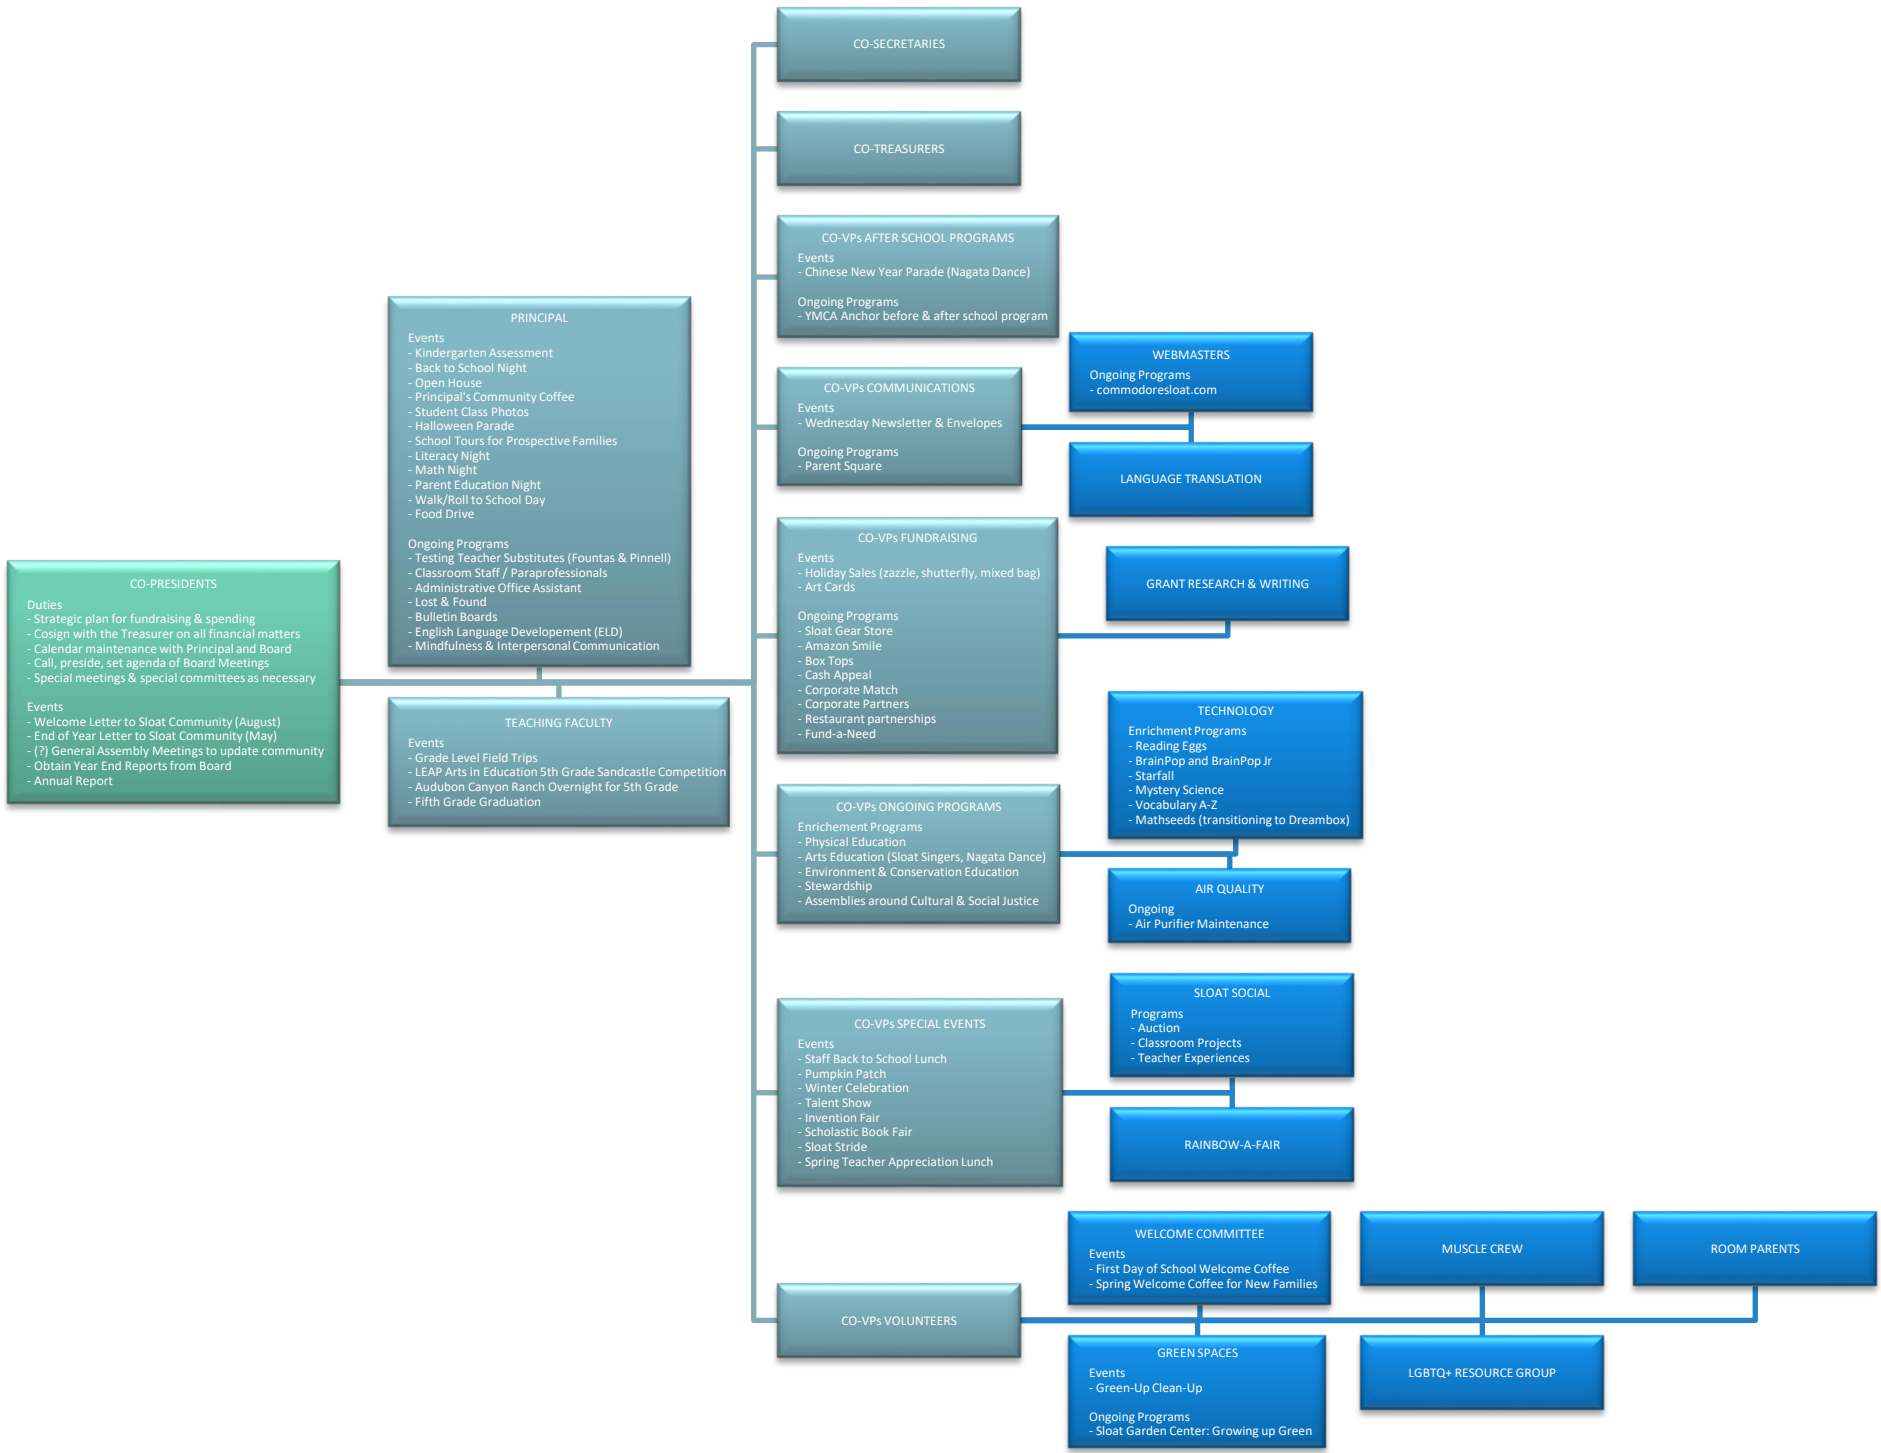 CO-PRESIDENTS
Duties
- Strategic plan for fundraising & spending
- Cosign with the Treasurer on all financial matters
- Calendar maintenance with Principal and Board
- Call, preside, set agenda of Board Meetings
- Special meetings & special committees as necessary
Events
- Welcome Letter to Sloat Community (August)
- End of Year Letter to Sloat Community (May)
- (?) General Assembly Meetings to update community
- Obtain Year End Reports from Board
- Annual Report
PRINCIPAL
Events
- Kindergarten Assessment
- Back to School Night
- Open House
- Principal's Community Coffee
- Student Class Photos
- Halloween Parade
- School Tours for Prospective Families
- Literacy Night
- Math Night
- Parent Education Night
- Walk/Roll to School Day
- Food Drive
Ongoing Programs
- Testing Teacher Substitutes (Fountas & Pinnell)
- Classroom Staff / Paraprofessionals
- Administrative Office Assistant
- Lost & Found
- Bulletin Boards
- English Language Developement (ELD)
- Mindfulness & Interpersonal Communication
TEACHING FACULTY
Events
- Grade Level Field Trips
- LEAP Arts in Education 5th Grade Sandcastle Competition
- Audubon Canyon Ranch Overnight for 5th Grade
- Fifth Grade Graduation
CO-SECRETARIES
CO-TREASURERS
CO-VPs AFTER SCHOOL PROGRAMS
Events
- Chinese New Year Parade (Nagata Dance)
Ongoing Programs
- YMCA Anchor before & after school program
CO-VPs COMMUNICATIONS
Events
- Wednesday Newsletter & Envelopes
Ongoing Programs
- Parent Square
WEBMASTERS
Ongoing Programs
- commodoresloat.com
LANGUAGE TRANSLATION
CO-VPs FUNDRAISING
Events
- Holiday Sales (zazzle, shutterfly, mixed bag)
- Art Cards
Ongoing Programs
- Sloat Gear Store
- Amazon Smile
- Box Tops
- Cash Appeal
- Corporate Match
- Corporate Partners
- Restaurant partnerships
- Fund-a-Need
GRANT RESEARCH & WRITING
CO-VPs ONGOING PROGRAMS
Enrichement Programs
- Physical Education
- Arts Education (Sloat Singers, Nagata Dance)
- Environment & Conservation Education
- Stewardship
- Assemblies around Cultural & Social Justice
TECHNOLOGY
Enrichment Programs
- Reading Eggs
- BrainPop and BrainPop Jr
- Starfall
- Mystery Science
- Vocabulary A-Z
- Mathseeds (transitioning to Dreambox)
AIR QUALITY
Ongoing
- Air Purifier Maintenance
CO-VPs SPECIAL EVENTS
Events
- Staff Back to School Lunch
- Pumpkin Patch
- Winter Celebration
- Talent Show
- Invention Fair
- Scholastic Book Fair
- Sloat Stride
- Spring Teacher Appreciation Lunch
SLOAT SOCIAL
Programs
- Auction
- Classroom Projects
- Teacher Experiences
RAINBOW-A-FAIR
CO-VPs VOLUNTEERS
WELCOME COMMITTEE
Events
- First Day of School Welcome Coffee
- Spring Welcome Coffee for New Families
GREEN SPACES
Events
- Green-Up Clean-Up
Ongoing Programs
- Sloat Garden Center: Growing up Green
MUSCLE CREW
LGBTQ+ RESOURCE GROUP
ROOM PARENTS